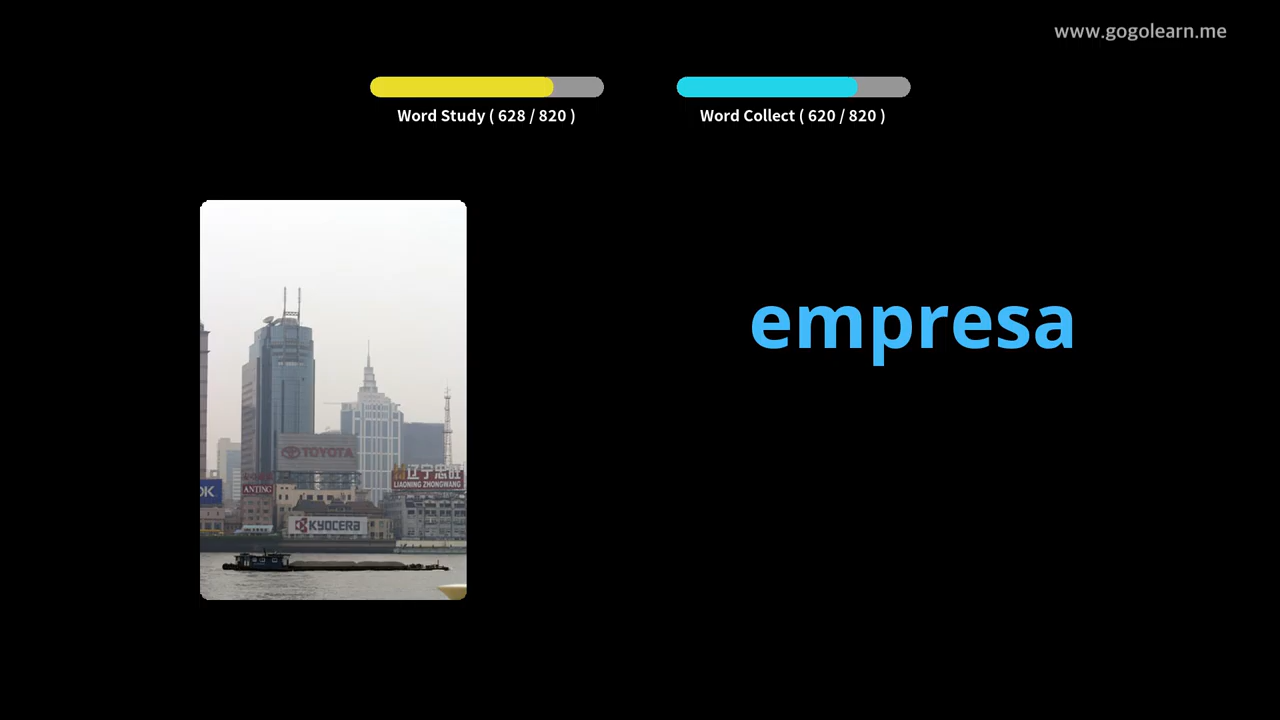 www.gogolearn.me
Word Study ( 628 / 820 )
Word Collect ( 620 / 820 )
empresa
TOYOTA
辽宁忠旺
LIAONING ZHONGWANG
OK
ANTING
KYOCERA